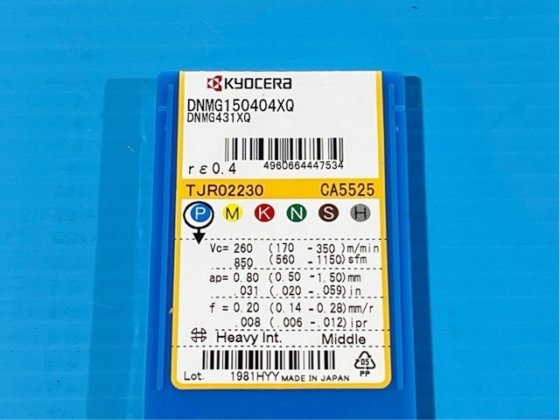 KYOCERA
DNMG150404XQ
DNMG431XQ
rε0.4 4960664447534
TJR02230 CA5525
P M K N S H
Vc= 260 (170 - 350) m/min
850 (560 - 1150) sfm
ap= 0.80 (0.50 - 1.50) mm
.031 (.020 - .059) in
f = 0.20 (0.14 - 0.28) mm/r
.008 (.006 - .012) ipr
Heavy Int. Middle
Lot. 1981HYY MADE IN JAPAN
05
PP